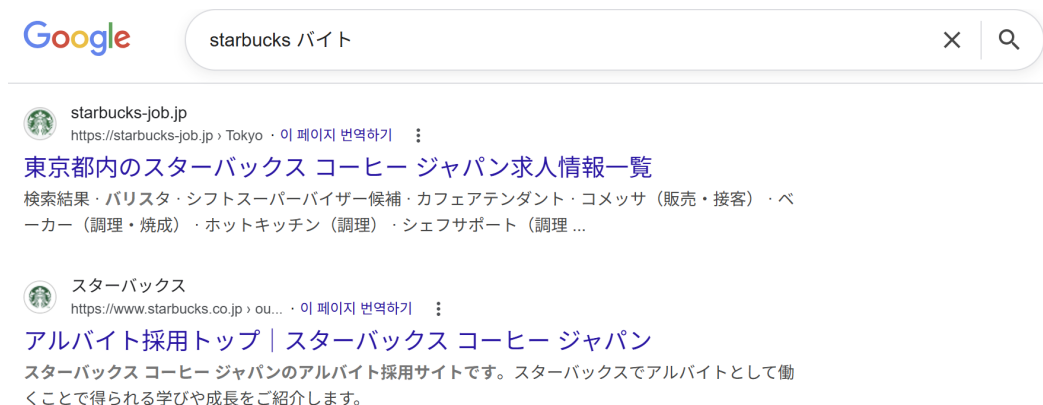 Google
starbucks バイト
starbucks-job.jp
https://starbucks-job.jp › Tokyo · 이 페이지 번역하기
東京都内のスターバックス コーヒー ジャパン求人情報一覧
検索結果 · バリスタ · シフトスーパーバイザー候補 · カフェアテンダント · コメッサ（販売・接客） · ベ
ーカー（調理・焼成） · ホットキッチン（調理） · シェフサポート（調理 ...
スターバックス
https://www.starbucks.co.jp › ou... · 이 페이지 번역하기
アルバイト採用トップ｜スターバックス コーヒー ジャパン
スターバックス コーヒー ジャパンのアルバイト採用サイトです。スターバックスでアルバイトとして働
くことで得られる学びや成長をご紹介します。